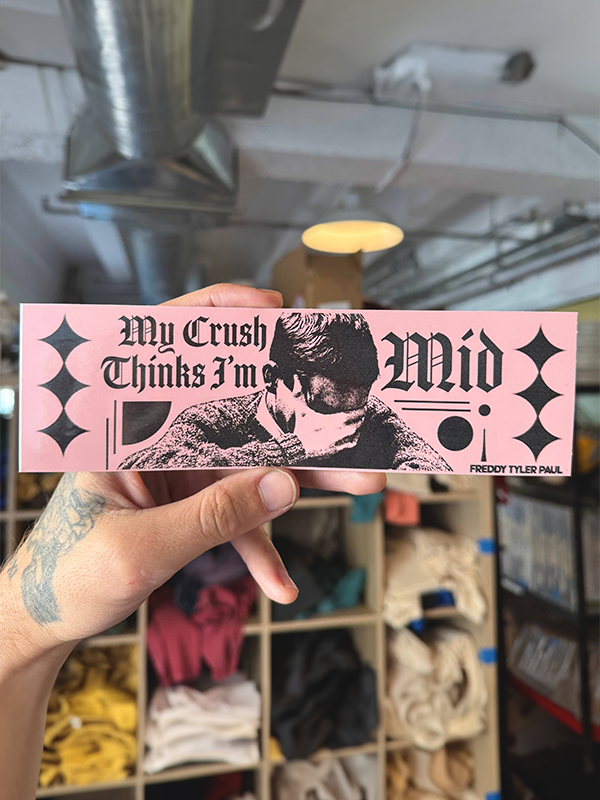 My Crush
Thinks I'm
Mid
FREDDY TYLER PAUL